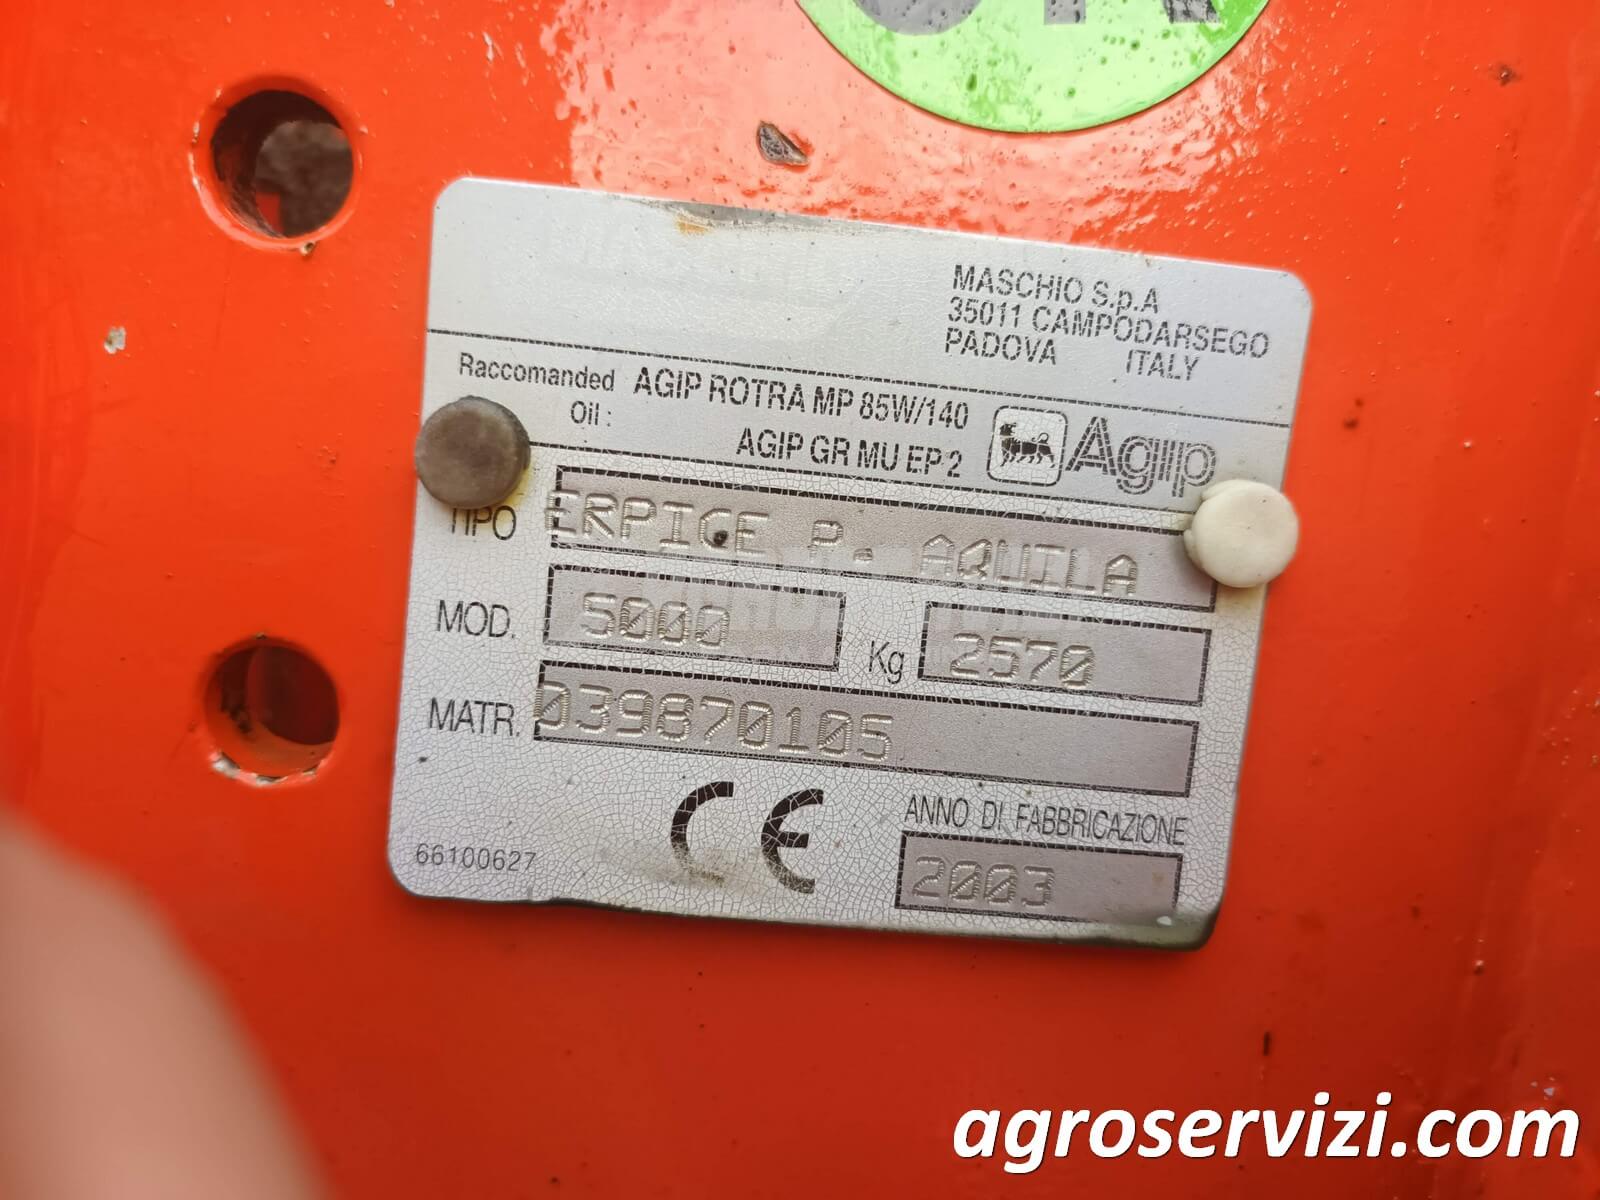 MASCHIO S.p.A
35011 CAMPODARSEGO
PADOVA ITALY
Raccomanded Oil: AGIP ROTRA MP 85W/140
AGIP GR MU EP 2
Agip
TIPO ERPICE P. AQUILA
MOD. 5000 Kg 2570
MATR. 039870105
CE
ANNO DI FABBRICAZIONE
66100627 2003
agroservizi.com